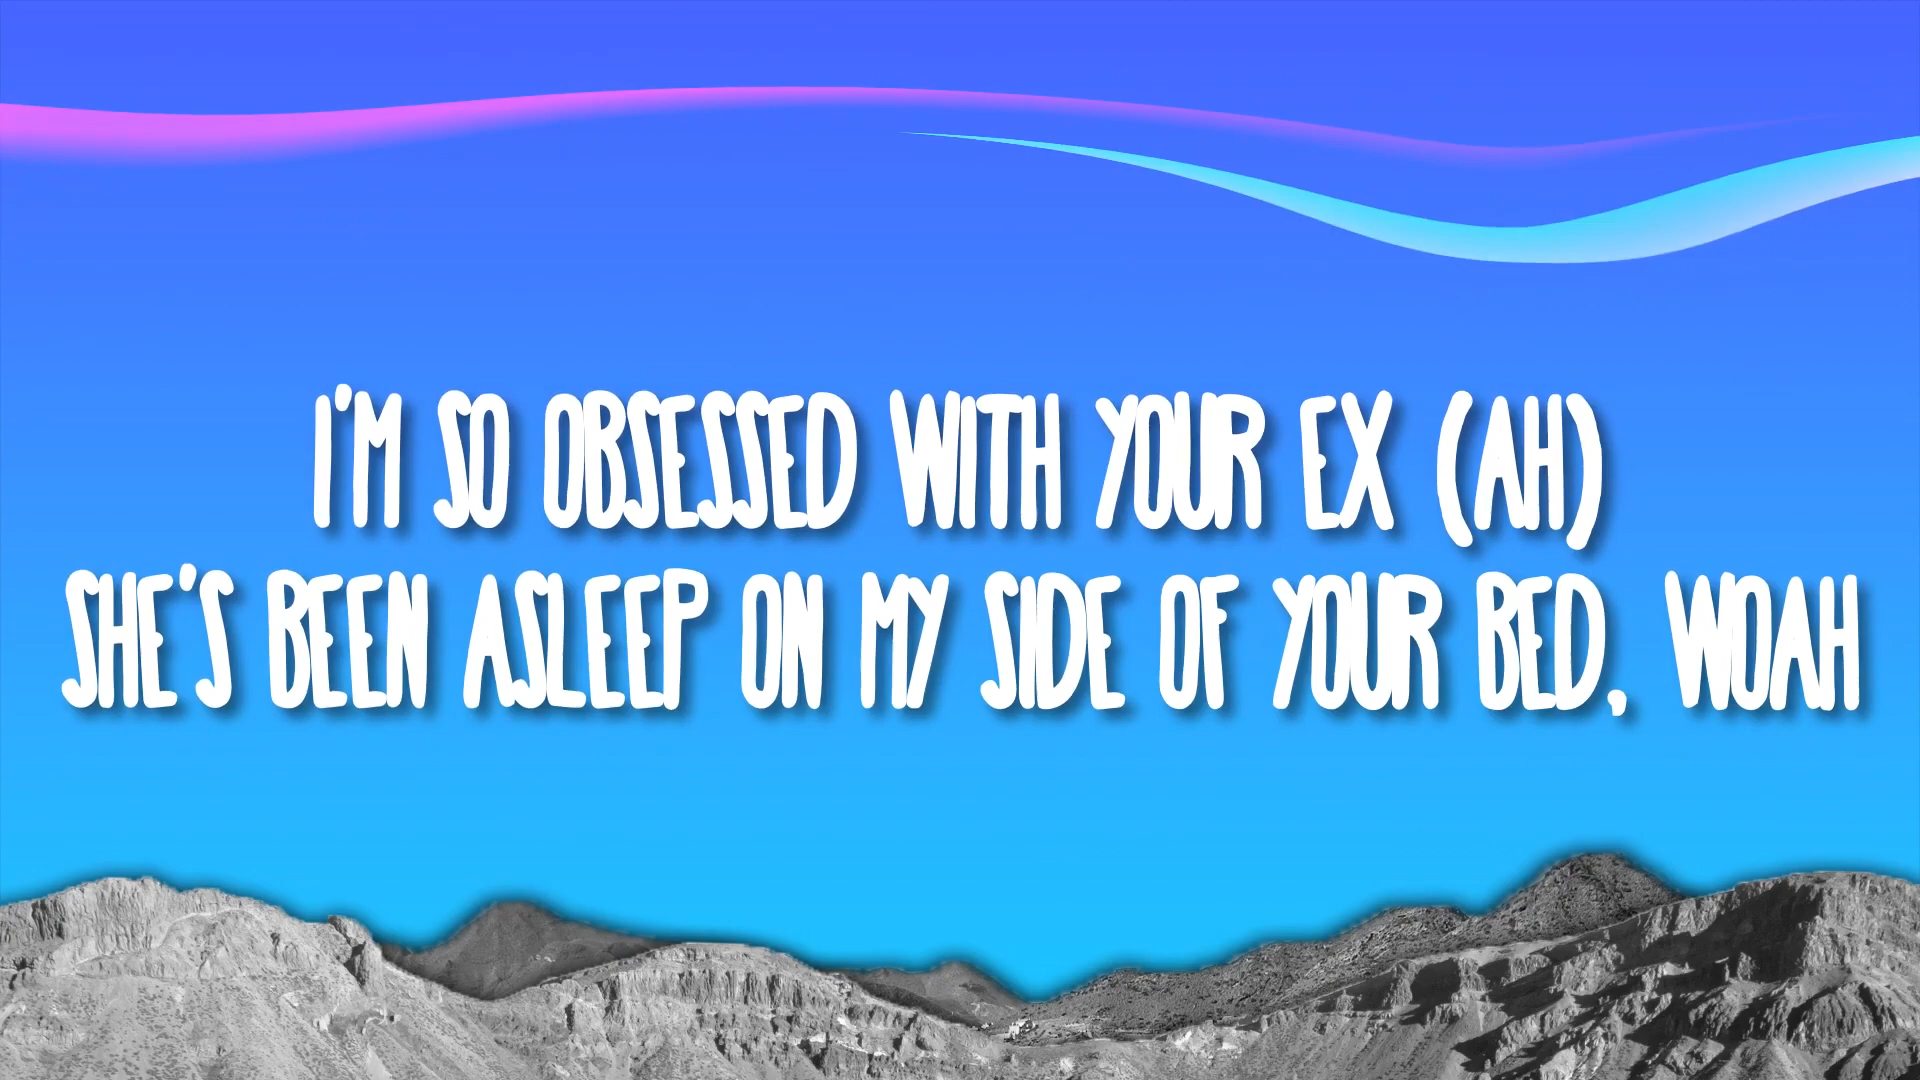 I'M SO OBSESSED WITH YOUR EX (AH)
SHE'S BEEN ASLEEP ON MY SIDE OF YOUR BED, WOAH